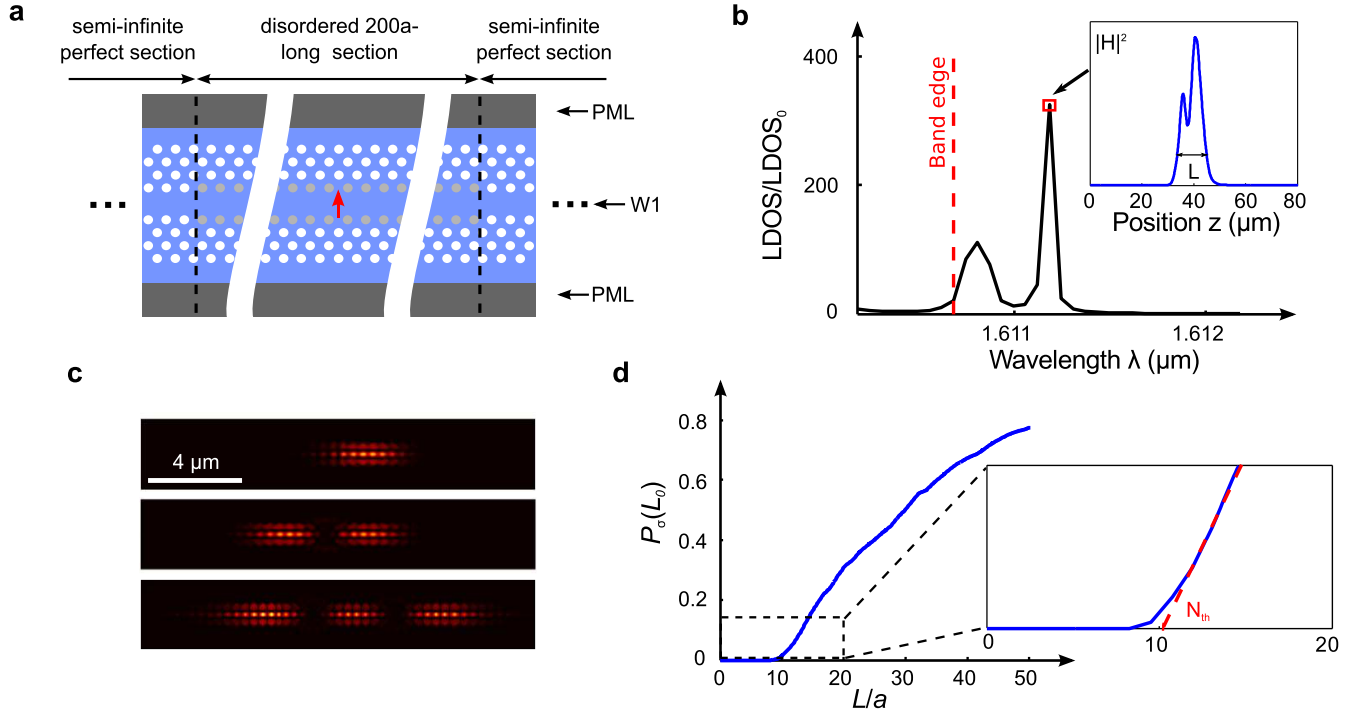 a
semi-infinite
perfect section
disordered 200a-
long section
semi-infinite
perfect section
PML
W1
PML
b
LDOS/LDOS₀
400
200
0
Band edge
1.611
1.612
Wavelength λ (µm)
|H|²
L
0
20
40
60
80
Position z (µm)
c
4 µm
d
Pσ(L₀)
0.8
0.6
0.4
0.2
0
0
10
20
30
40
50
L/a
Nth
0
10
20